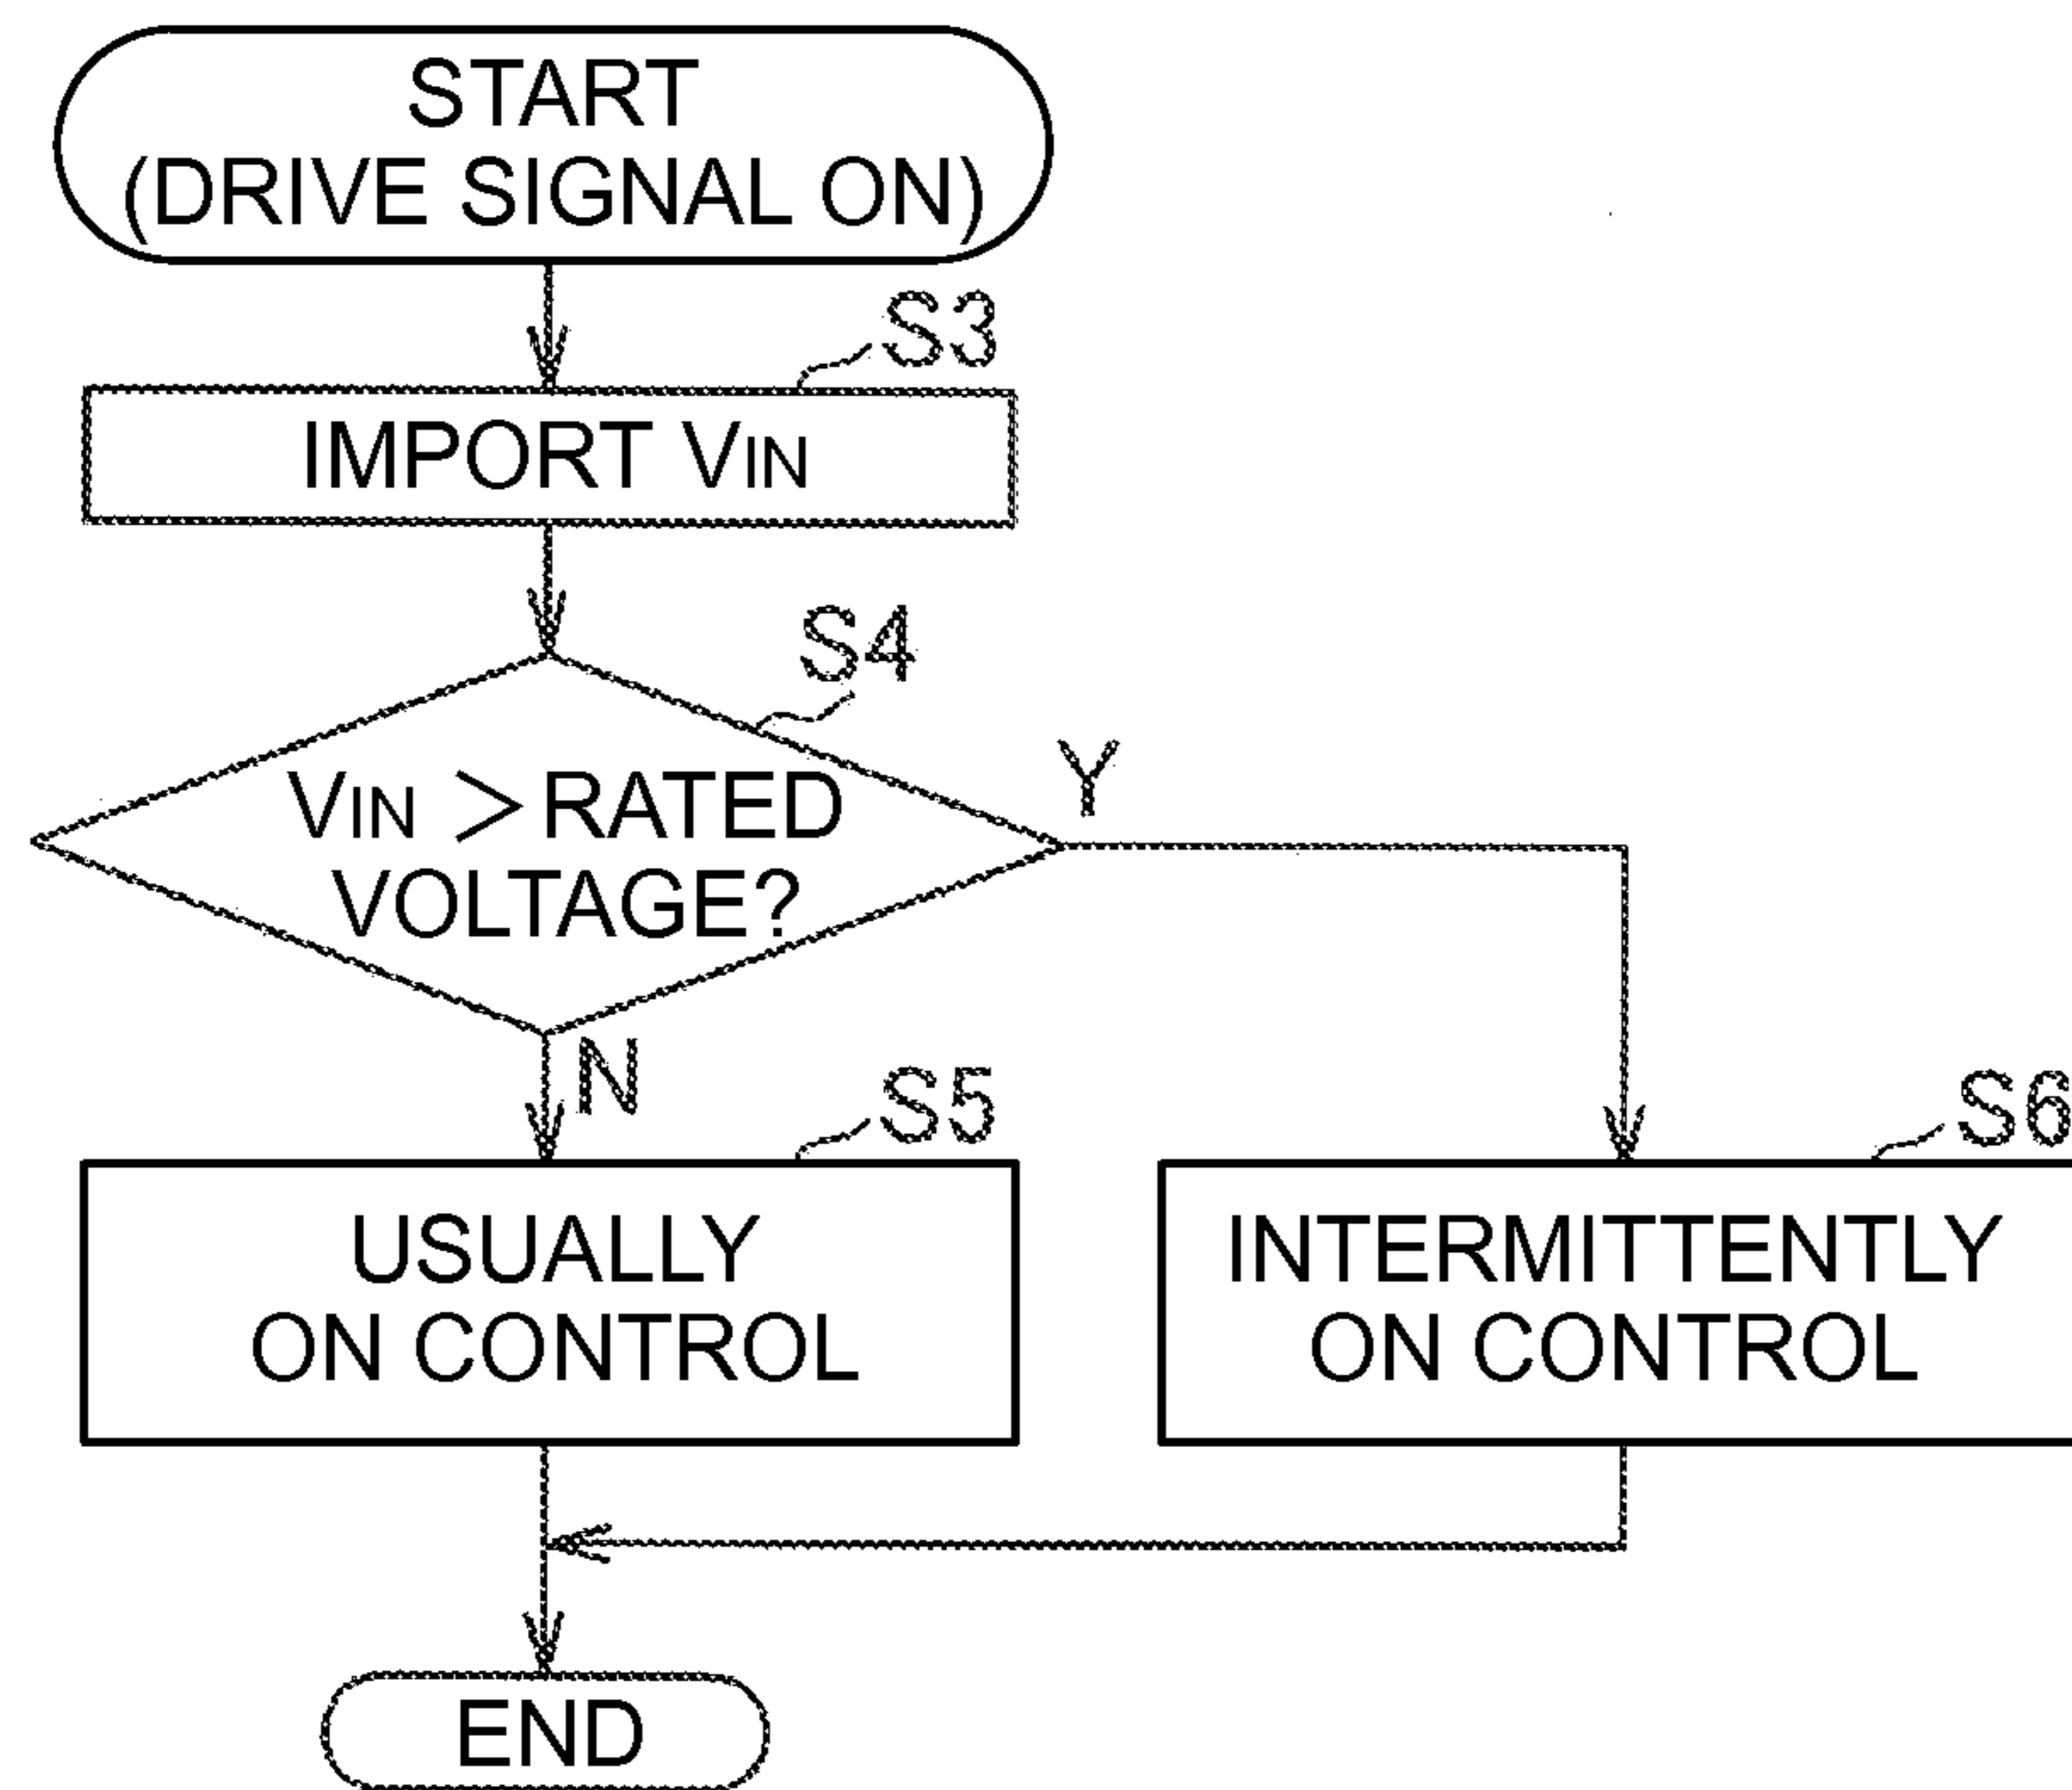 START
(DRIVE SIGNAL ON)
S3
IMPORT VIN
S4
VIN >RATED
VOLTAGE?
Y
N
S5
USUALLY
ON CONTROL
S6
INTERMITTENTLY
ON CONTROL
END